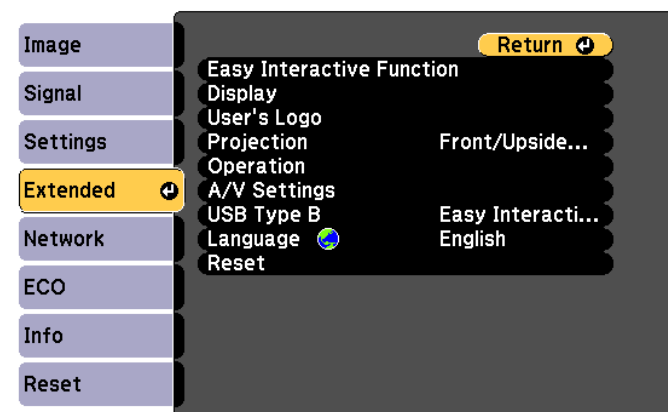 Image
Signal
Settings
Extended
Network
ECO
Info
Reset
Return
Easy Interactive Function
Display
User's Logo
Projection Front/Upside...
Operation
A/V Settings
USB Type B Easy Interacti...
Language English
Reset